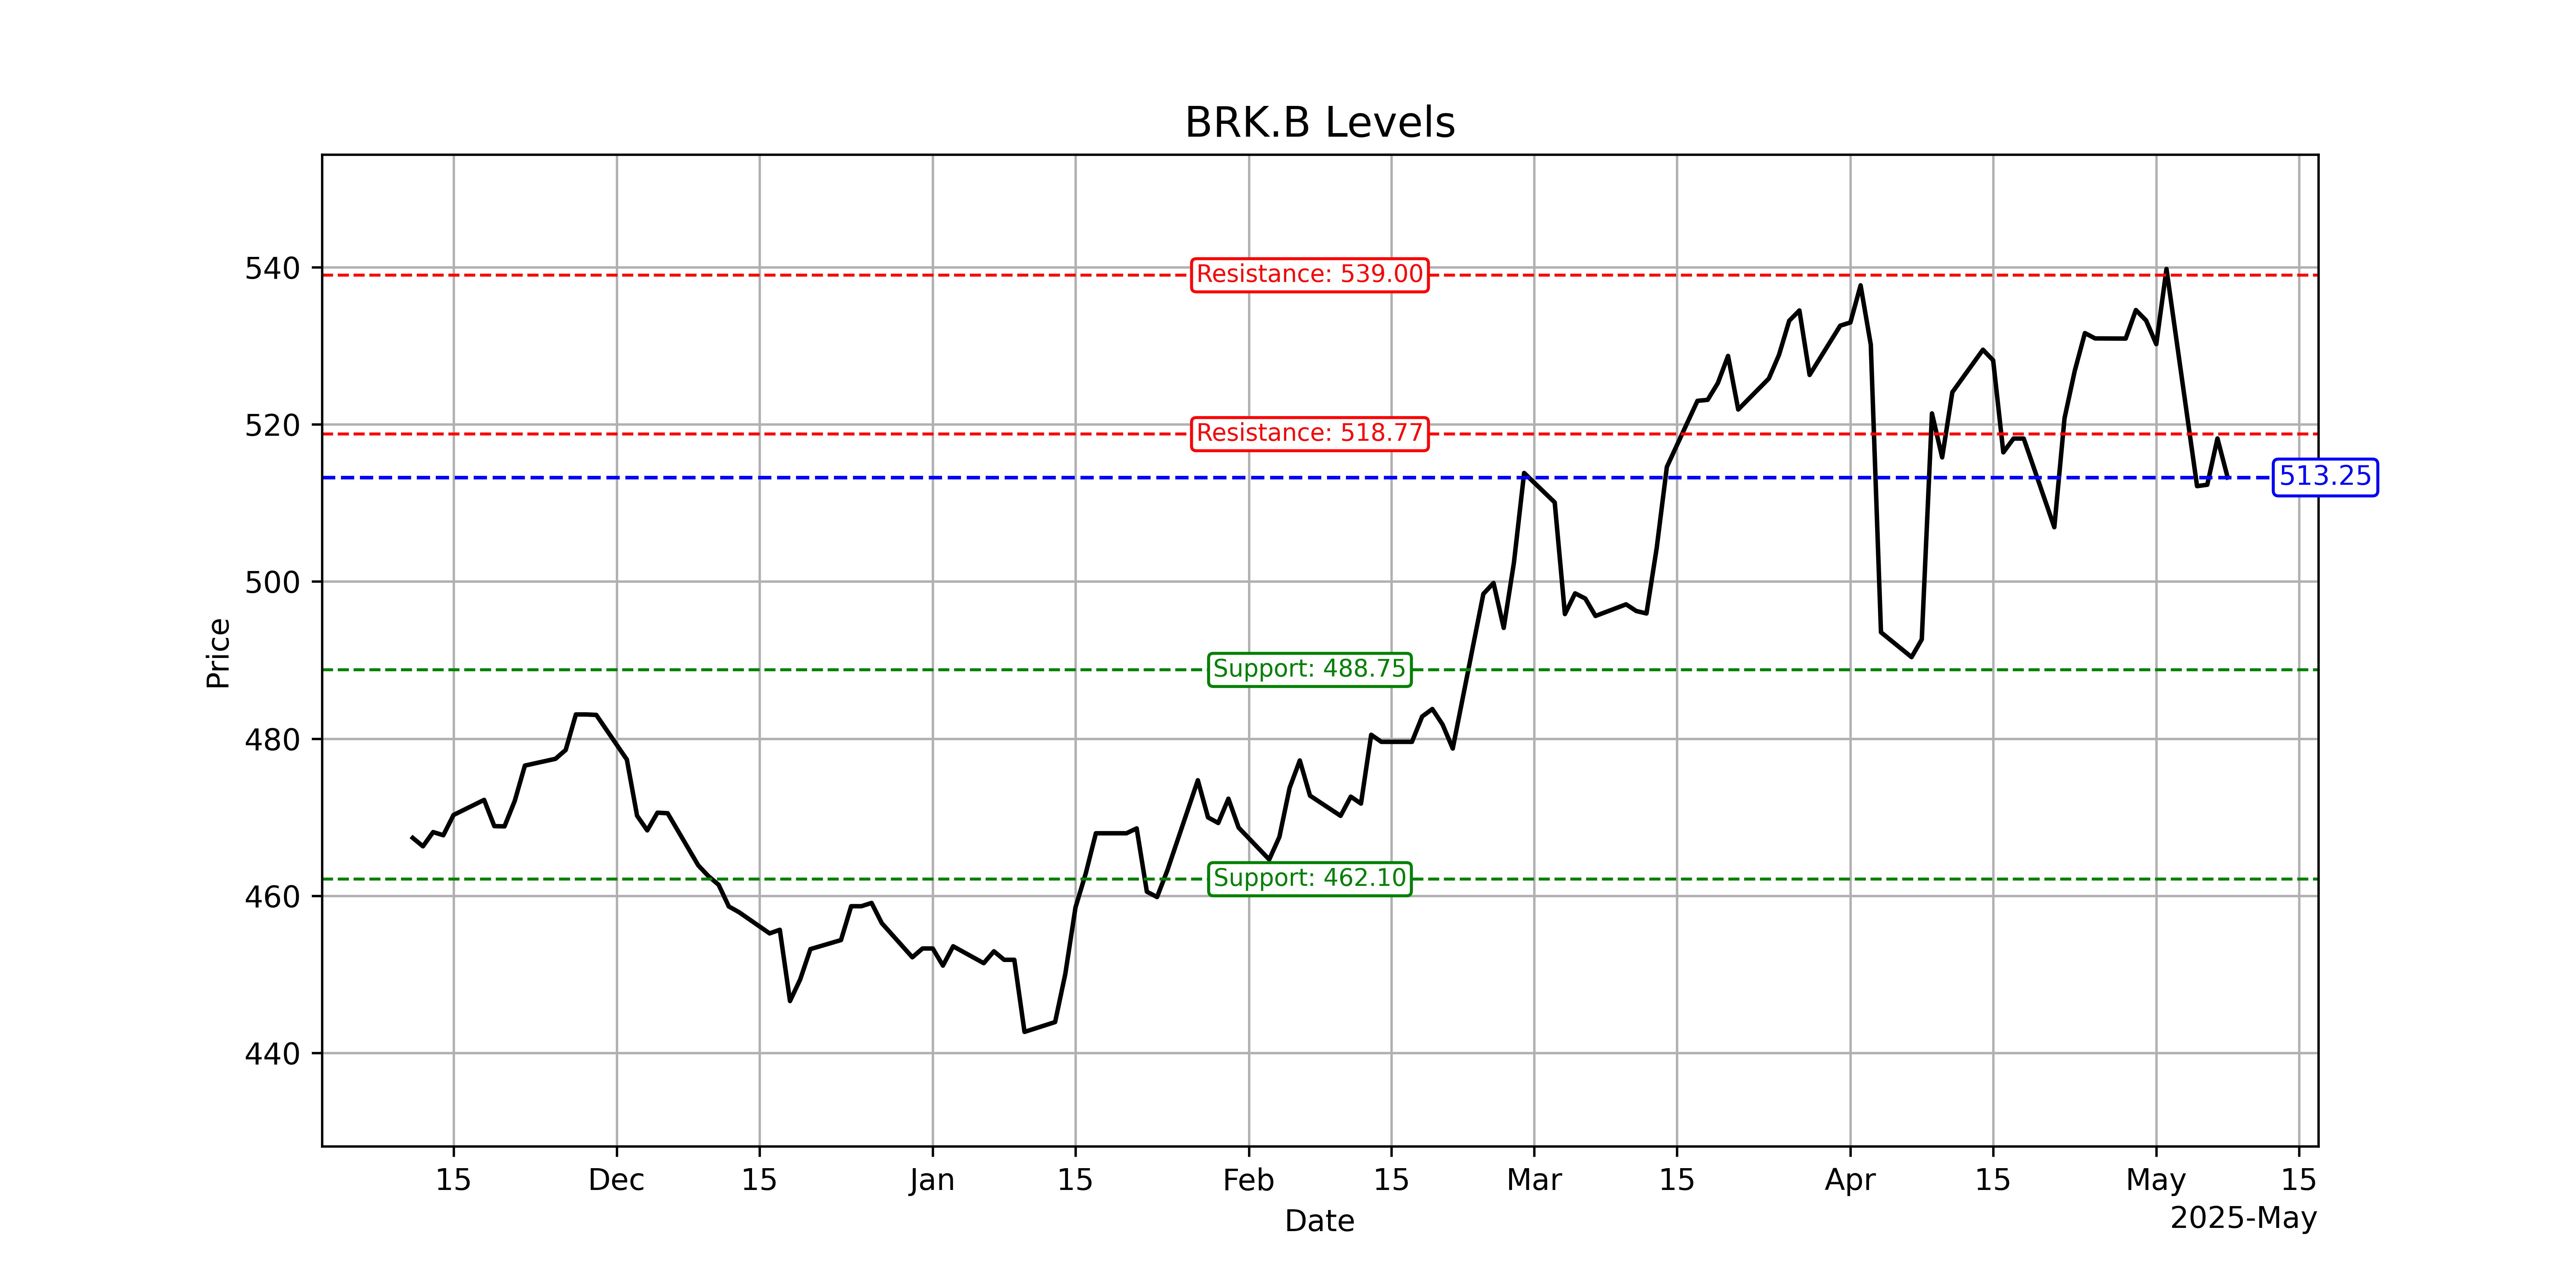 BRK.B Levels
540
Resistance: 539.00
520
Resistance: 518.77
513.25
500
Price
Support: 488.75
480
Support: 462.10
460
440
15 Dec 15 Jan 15 Feb 15 Mar 15 Apr 15 May 15
Date
2025-May